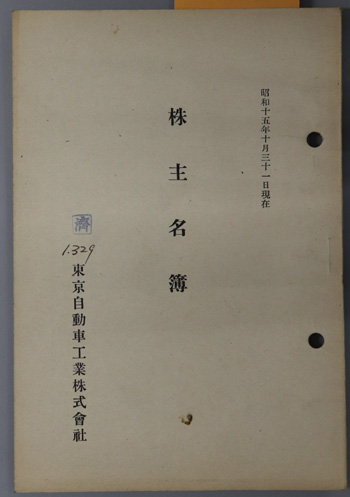 昭和十五年十月三十一日現在
株主名簿
濟
1.329
東京自動車工業株式會社